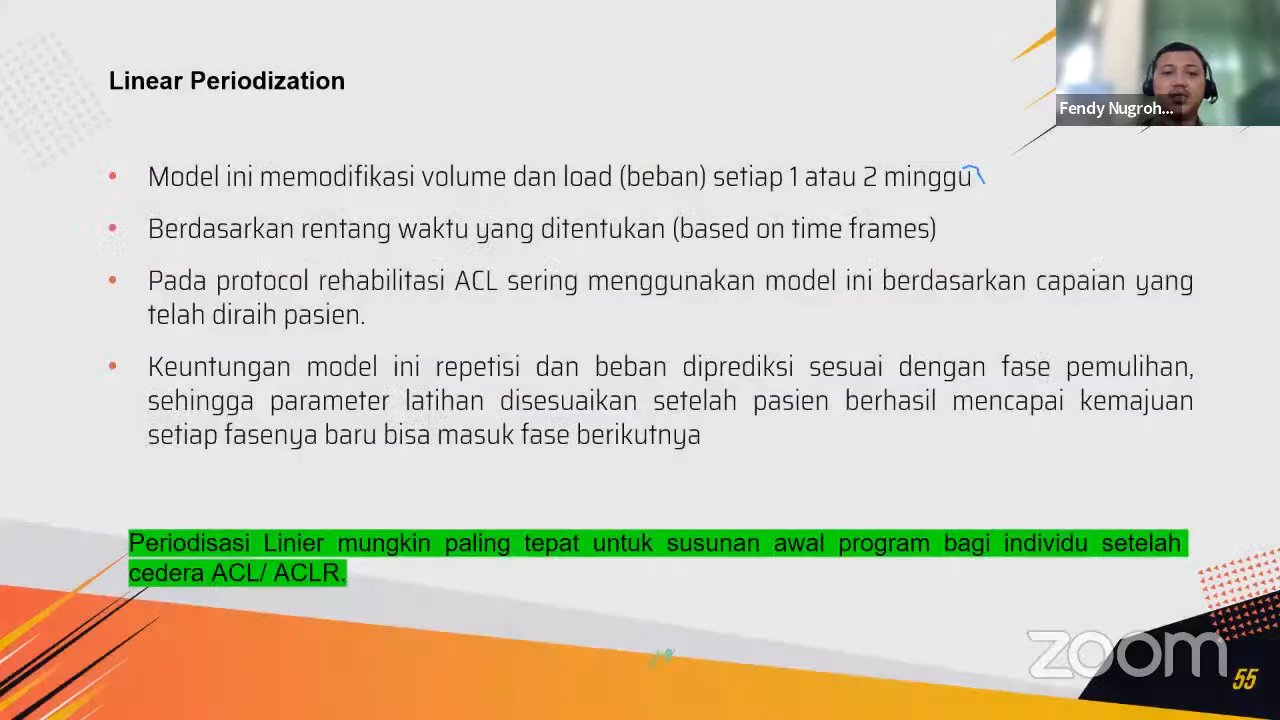 Linear Periodization
Fendy Nugroh...
• Model ini memodifikasi volume dan load (beban) setiap 1 atau 2 minggu
• Berdasarkan rentang waktu yang ditentukan (based on time frames)
• Pada protocol rehabilitasi ACL sering menggunakan model ini berdasarkan capaian yang
telah diraih pasien.
• Keuntungan model ini repetisi dan beban diprediksi sesuai dengan fase pemulihan,
sehingga parameter latihan disesuaikan setelah pasien berhasil mencapai kemajuan
setiap fasenya baru bisa masuk fase berikutnya
Periodisasi Linier mungkin paling tepat untuk susunan awal program bagi individu setelah
cedera ACL/ ACLR.
zoom
55